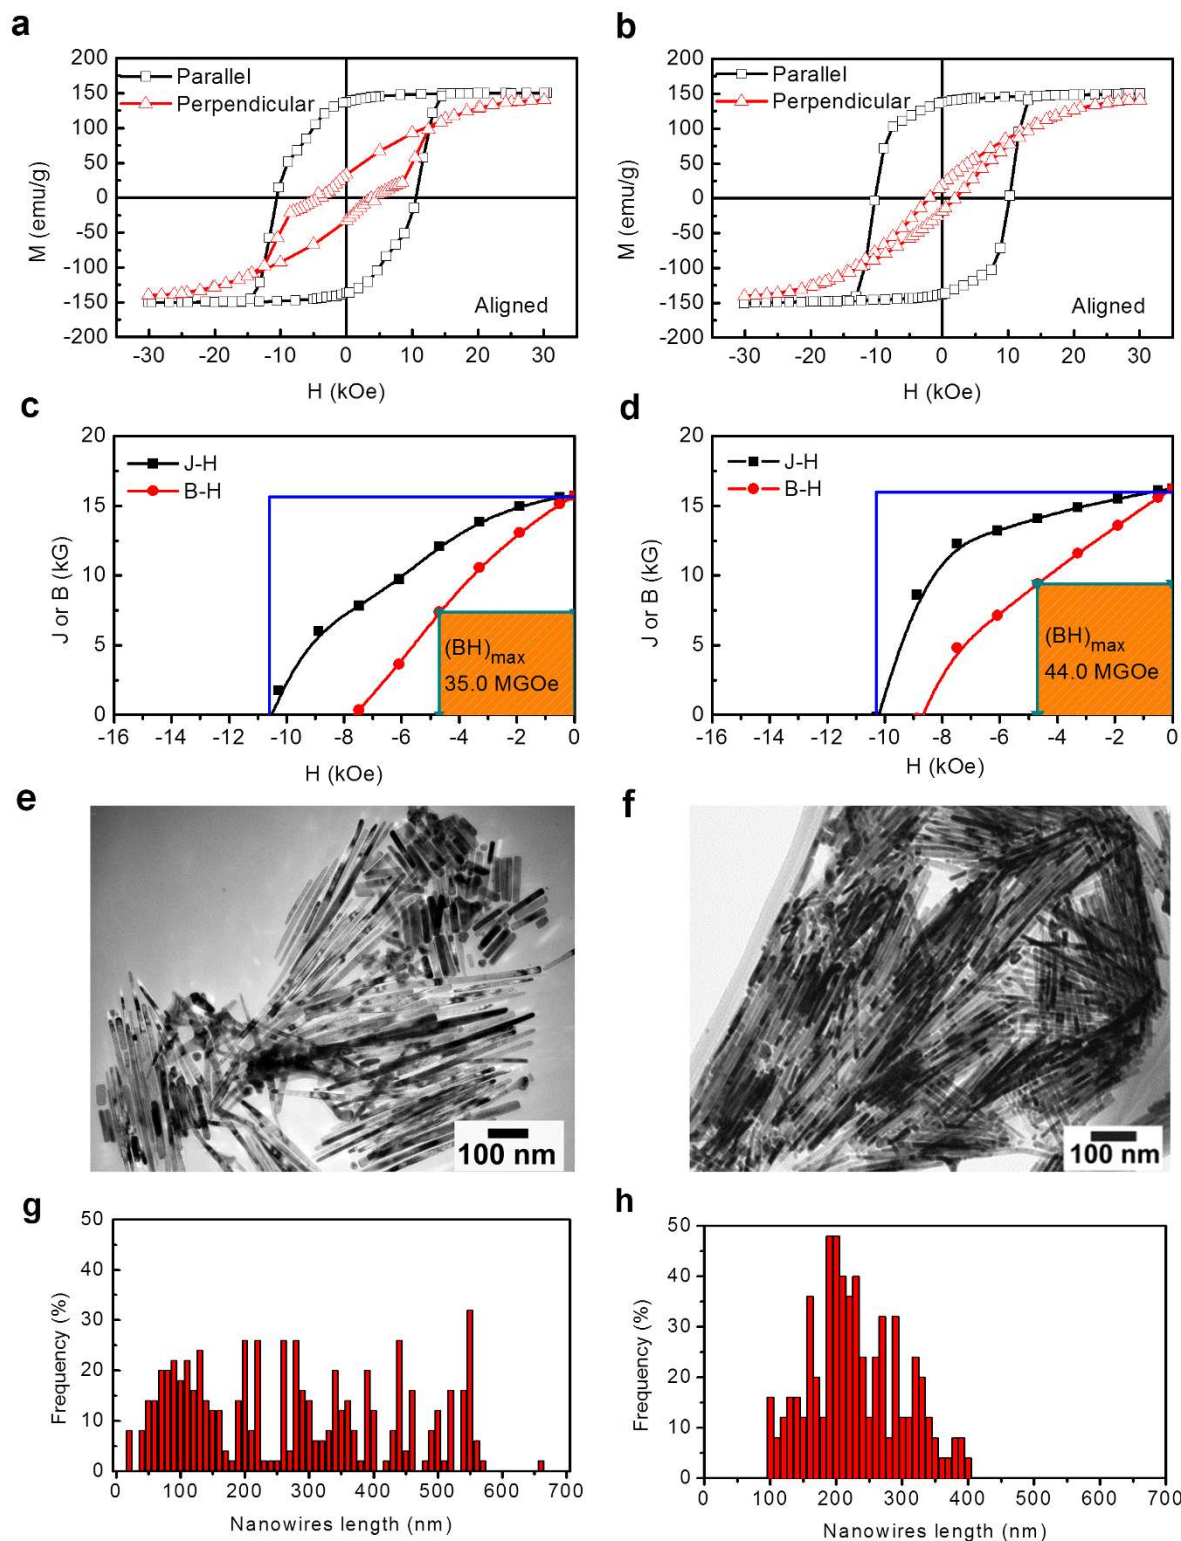 a
200
150
100
50
0
-50
-100
-150
-200
M (emu/g)
Parallel
Perpendicular
Aligned
-30 -20 -10 0 10 20 30
H (kOe)
b
200
150
100
50
0
-50
-100
-150
-200
M (emu/g)
Parallel
Perpendicular
Aligned
-30 -20 -10 0 10 20 30
H (kOe)
c
20
15
10
5
0
J or B (kG)
J-H
B-H
(BH)max
35.0 MGOe
-16 -14 -12 -10 -8 -6 -4 -2 0
H (kOe)
d
20
15
10
5
0
J or B (kG)
J-H
B-H
(BH)max
44.0 MGOe
-16 -14 -12 -10 -8 -6 -4 -2 0
H (kOe)
e
100 nm
f
100 nm
g
50
40
30
20
10
0
Frequency (%)
0 100 200 300 400 500 600 700
Nanowires length (nm)
h
50
40
30
20
10
0
Frequency (%)
0 100 200 300 400 500 600 700
Nanowires length (nm)